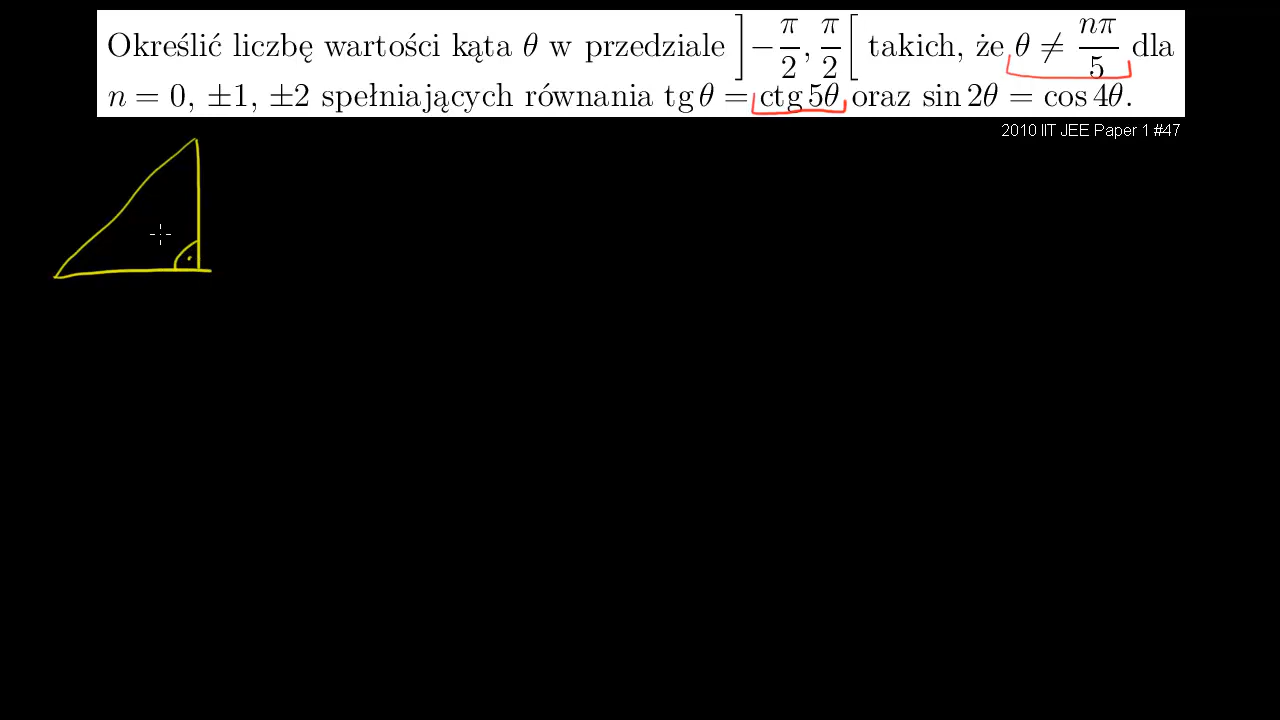 Określić liczbę wartości kąta θ w przedziale ]−π/2, π/2[ takich, że θ ≠ nπ/5 dla
n = 0, ±1, ±2 spełniających równania tg θ = ctg 5θ oraz sin 2θ = cos 4θ.
2010 IIT JEE Paper 1 #47